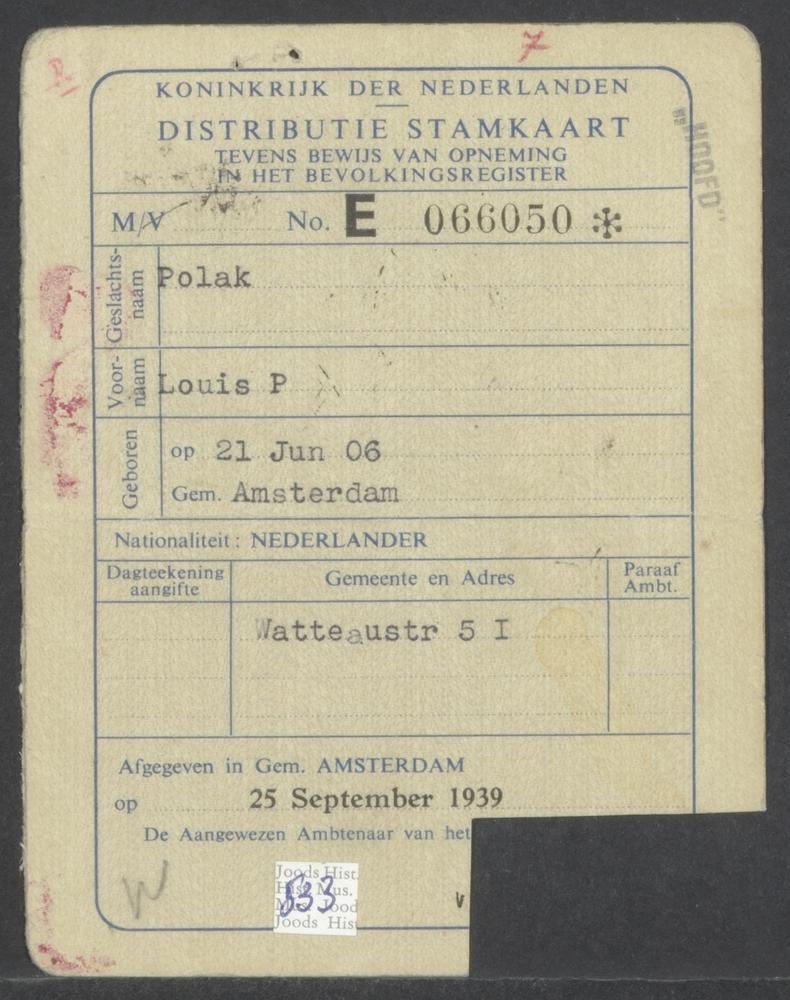 7
KONINKRIJK DER NEDERLANDEN
DISTRIBUTIE STAMKAART
TEVENS BEWIJS VAN OPNEMING
IN HET BEVOLKINGSREGISTER
"HOOFD"
M/V No. E 066050 *
Geslachts-
naam
Polak
Voor-
naam
Louis P
Geboren
op 21 Jun 06
Gem. Amsterdam
Nationaliteit: NEDERLANDER
Dagteekening
aangifte
Gemeente en Adres
Paraaf
Ambt.
Watteaustr 5 I
Afgegeven in Gem. AMSTERDAM
op 25 September 1939
De Aangewezen Ambtenaar van het
Joods Hist.
Hist Mus.
Joods
Joods His
533
v